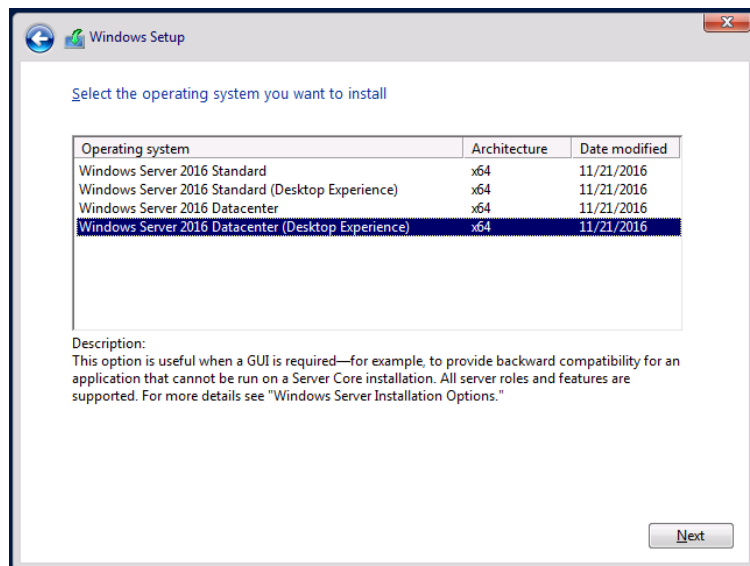 Windows Setup
Select the operating system you want to install
Operating system Architecture Date modified
Windows Server 2016 Standard x64 11/21/2016
Windows Server 2016 Standard (Desktop Experience) x64 11/21/2016
Windows Server 2016 Datacenter x64 11/21/2016
Windows Server 2016 Datacenter (Desktop Experience) x64 11/21/2016
Description:
This option is useful when a GUI is required—for example, to provide backward compatibility for an
application that cannot be run on a Server Core installation. All server roles and features are
supported. For more details see "Windows Server Installation Options."
Next